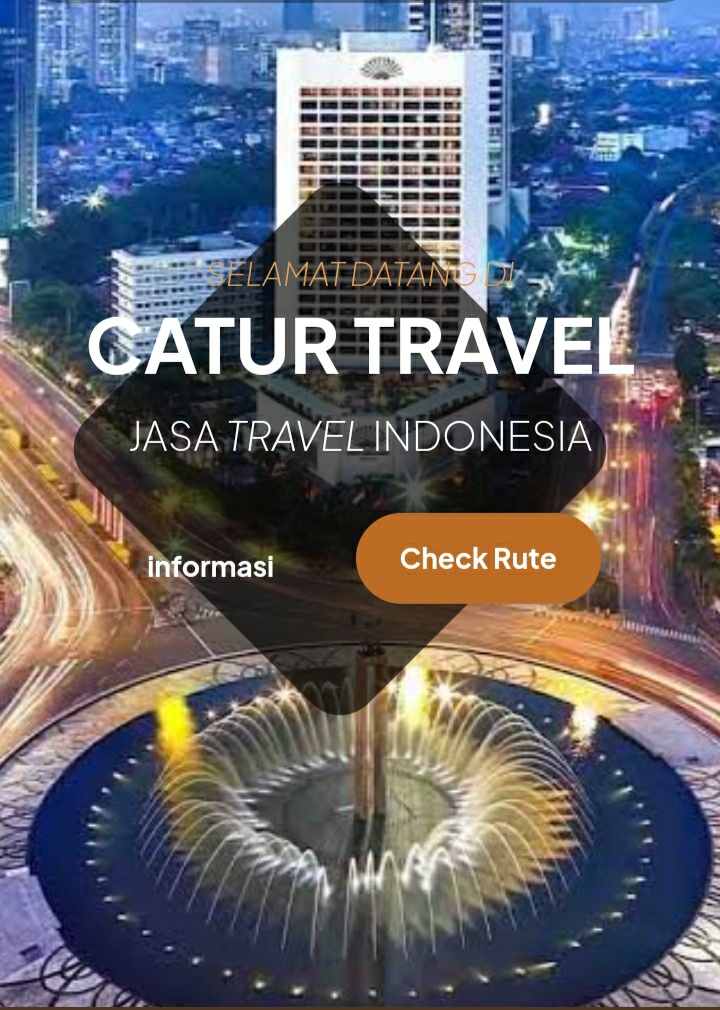 SELAMAT DATANG DI
CATUR TRAVEL
JASA TRAVEL INDONESIA
informasi
Check Rute